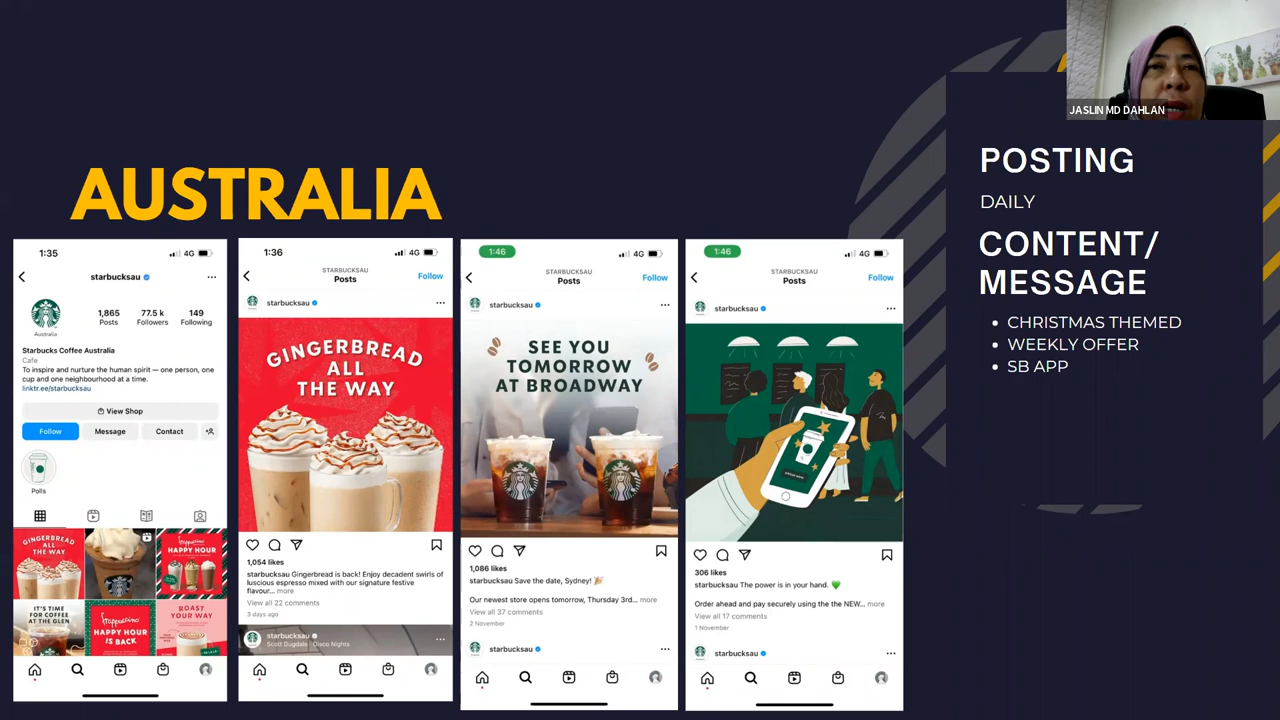 JASLIN MD DAHLAN
AUSTRALIA
POSTING
DAILY
CONTENT/
MESSAGE
• CHRISTMAS THEMED
• WEEKLY OFFER
• SB APP
1:35
4G
starbucksau
Australia
1,865
Posts
77.5 k
Followers
149
Following
Starbucks Coffee Australia
Cafe
To inspire and nurture the human spirit — one person, one
cup and one neighbourhood at a time.
linktr.ee/starbucksau
View Shop
Follow
Message
Contact
Polls
GINGERBREAD
ALL
THE WAY
frappuccino
HAPPY HOUR
IT'S TIME
FOR COFFEE
AT THE GLEN
frappuccino
HAPPY HOUR
IS BACK
ROAST
YOUR WAY
1:36
4G
STARBUCKSAU
Posts
Follow
starbucksau
GINGERBREAD
ALL
THE WAY
1,054 likes
starbucksau Gingerbread is back! Enjoy decadent swirls of
luscious espresso mixed with our signature festive
flavour... more
View all 22 comments
3 days ago
starbucksau
Scott Dugdale · Disco Nights
1:46
4G
STARBUCKSAU
Posts
Follow
starbucksau
SEE YOU
TOMORROW
AT BROADWAY
1,086 likes
starbucksau Save the date, Sydney! 🎉
Our newest store opens tomorrow, Thursday 3rd... more
View all 37 comments
2 November
starbucksau
1:46
4G
STARBUCKSAU
Posts
Follow
starbucksau
306 likes
starbucksau The power is in your hand. 💚
Order ahead and pay securely using the the NEW... more
View all 17 comments
1 November
starbucksau